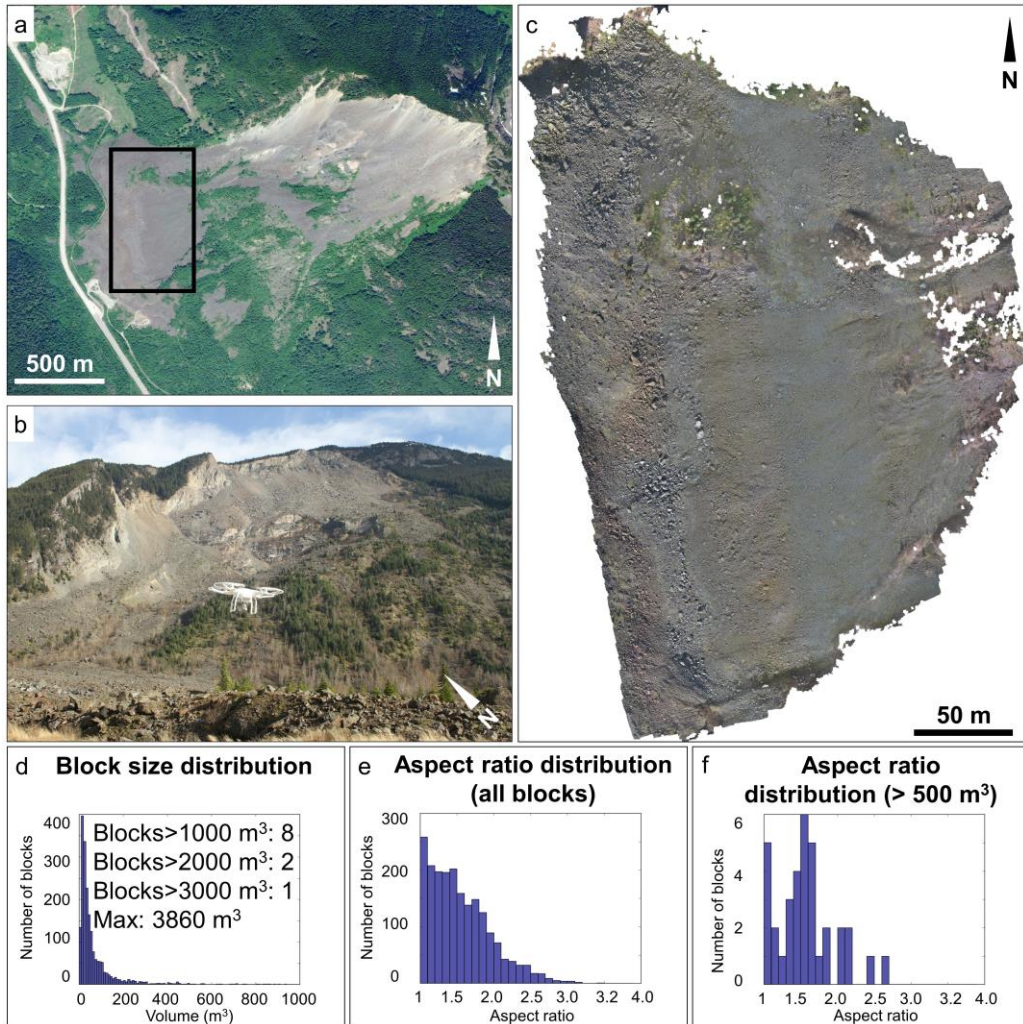 a
500 m
N
b
N
c
N
50 m
d Block size distribution
Blocks>1000 m³: 8
Blocks>2000 m³: 2
Blocks>3000 m³: 1
Max: 3860 m³
Number of blocks
400
300
200
100
0
0 200 400 600 800 1000
Volume (m³)
e Aspect ratio distribution
(all blocks)
Number of blocks
300
200
100
0
1 1.5 2.0 2.5 3.0 3.5 4.0
Aspect ratio
f Aspect ratio
distribution (> 500 m³)
Number of blocks
6
4
2
0
1 1.5 2.0 2.5 3.0 3.2 4.0
Aspect ratio